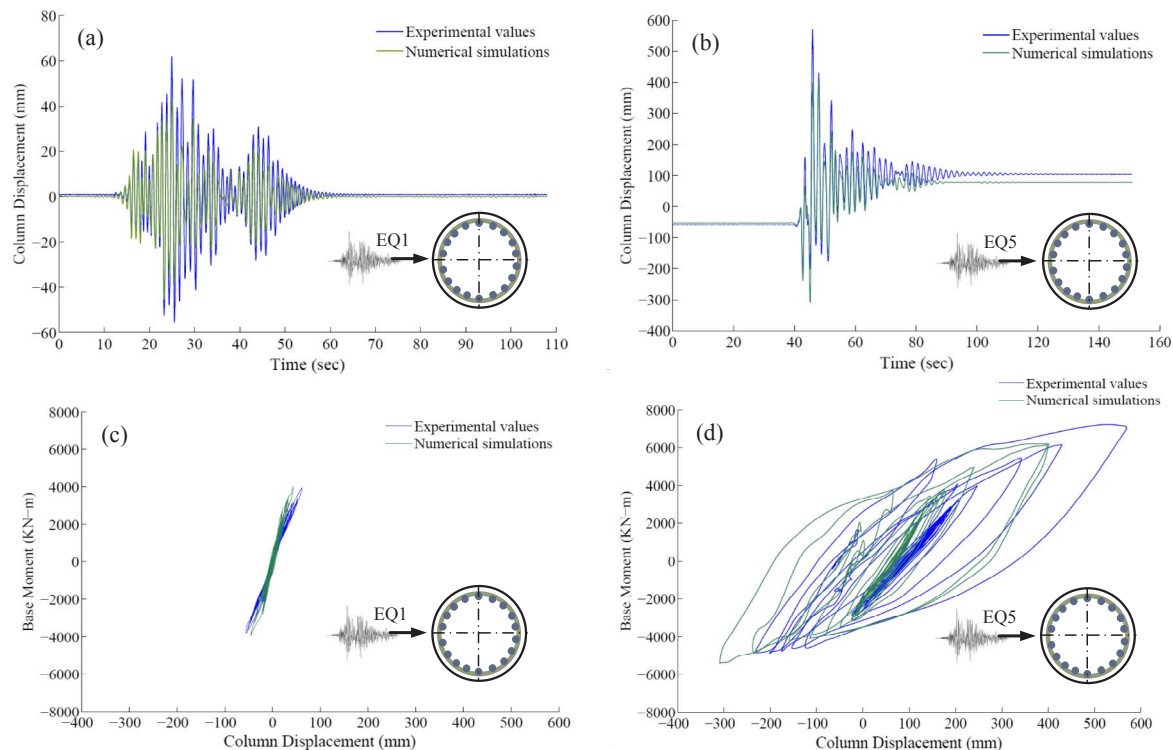 (a)
Experimental values
Numerical simulations
Column Displacement (mm)
80
60
40
20
0
−20
−40
−60
EQ1
0 10 20 30 40 50 60 70 80 90 100 110
Time (sec)
(b)
Experimental values
Numerical simulations
Column Displacement (mm)
600
500
400
300
200
100
0
−100
−200
−300
−400
EQ5
0 20 40 60 80 100 120 140 160
Time (sec)
(c)
Experimental values
Numerical simulations
Base Moment (KN−m)
8000
6000
4000
2000
0
−2000
−4000
−6000
−8000
EQ1
−400 −300 −200 −100 0 100 200 300 400 500 600
Column Displacement (mm)
(d)
Experimental values
Numerical simulations
Base Moment (KN−m)
8000
6000
4000
2000
0
−2000
−4000
−6000
−8000
EQ5
−400 −300 −200 −100 0 100 200 300 400 500 600
Column Displacement (mm)